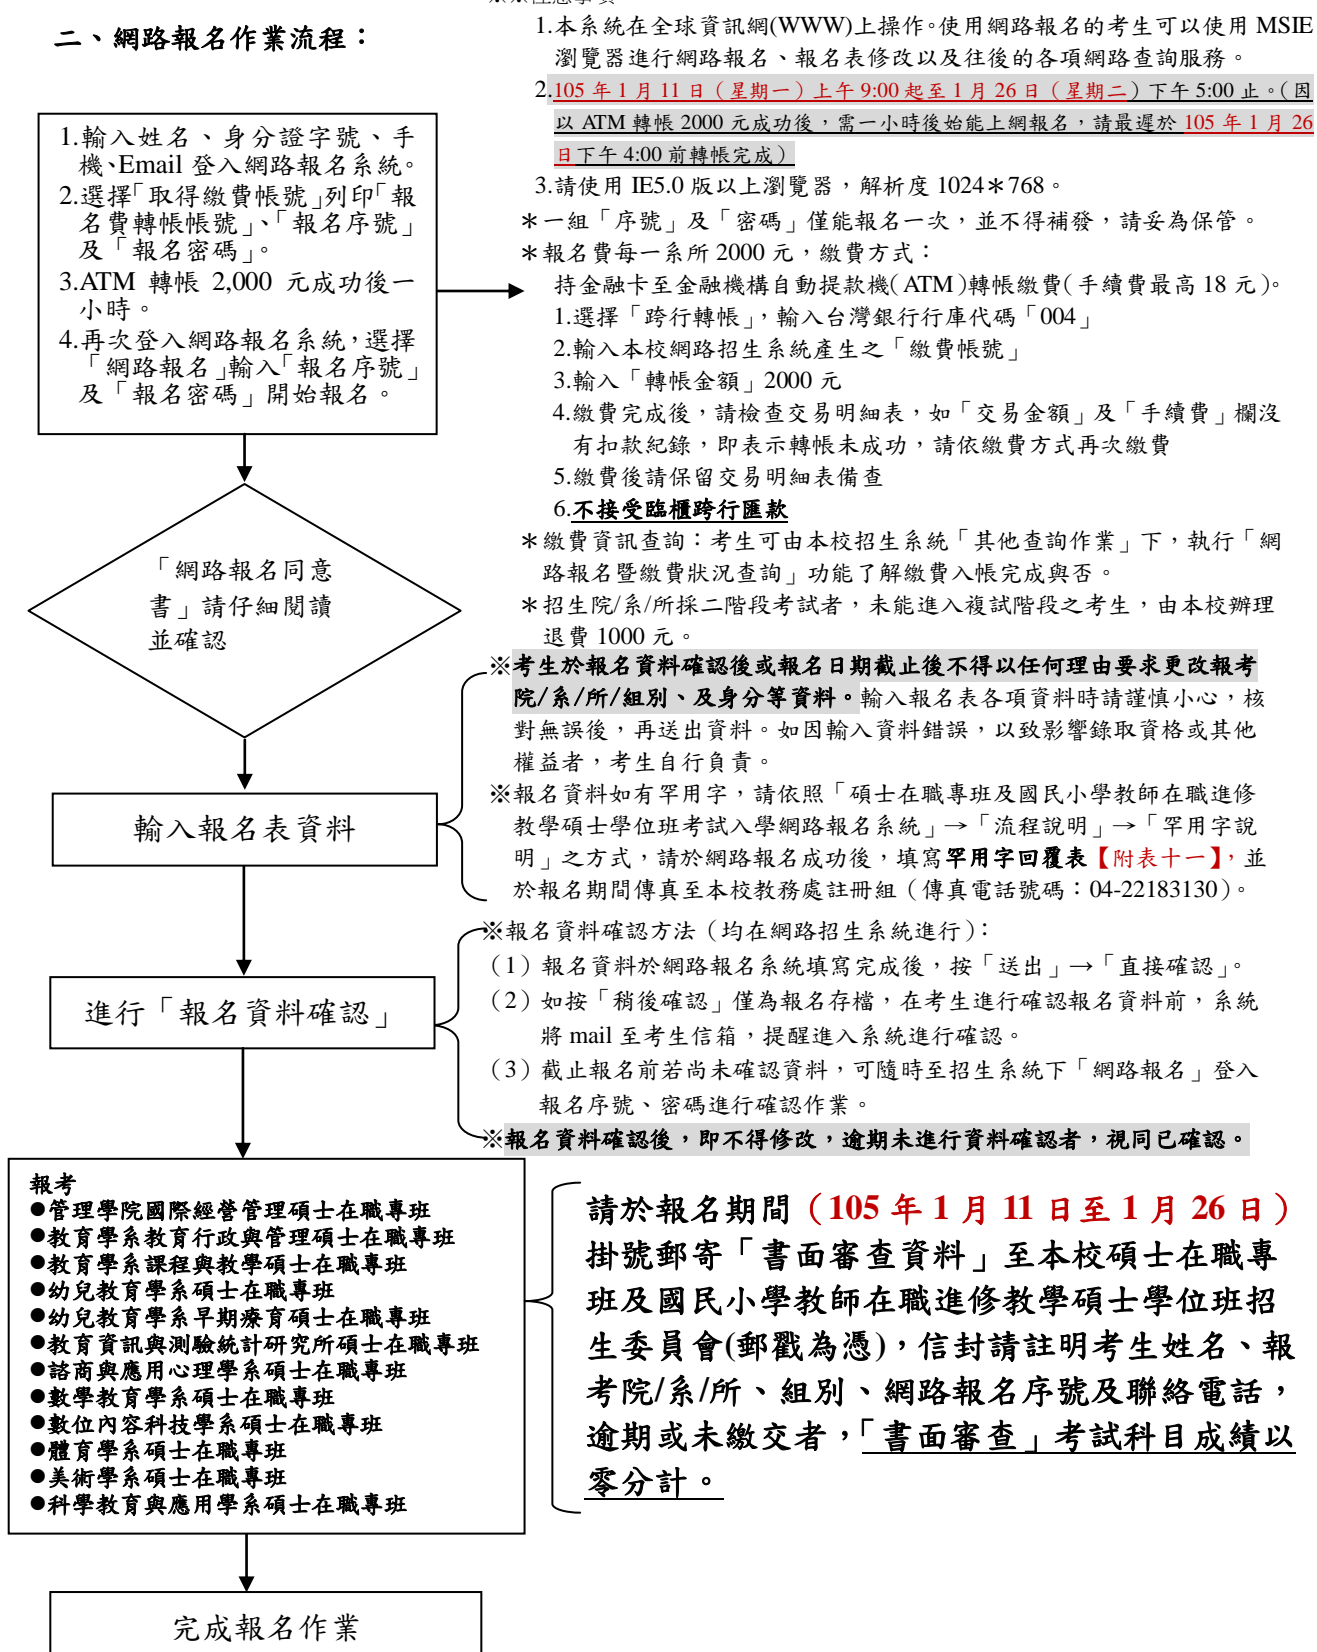 ※※注意事項
二、網路報名作業流程：
1.本系統在全球資訊網(WWW)上操作。使用網路報名的考生可以使用 MSIE
瀏覽器進行網路報名、報名表修改以及往後的各項網路查詢服務。
2.105 年 1 月 11 日（星期一）上午 9:00 起至 1 月 26 日（星期二）下午 5:00 止。（因
以 ATM 轉帳 2000 元成功後，需一小時後始能上網報名，請最遲於 105 年 1 月 26
日下午 4:00 前轉帳完成）
3.請使用 IE5.0 版以上瀏覽器，解析度 1024＊768。
＊一組「序號」及「密碼」僅能報名一次，並不得補發，請妥為保管。
＊報名費每一系所 2000 元，繳費方式：
持金融卡至金融機構自動提款機(ATM)轉帳繳費(手續費最高 18 元)。
1.選擇「跨行轉帳」，輸入台灣銀行行庫代碼「004」
2.輸入本校網路招生系統產生之「繳費帳號」
3.輸入「轉帳金額」2000 元
4.繳費完成後，請檢查交易明細表，如「交易金額」及「手續費」欄沒
有扣款紀錄，即表示轉帳未成功，請依繳費方式再次繳費
5.繳費後請保留交易明細表備查
6.不接受臨櫃跨行匯款
＊繳費資訊查詢：考生可由本校招生系統「其他查詢作業」下，執行「網
路報名暨繳費狀況查詢」功能了解繳費入帳完成與否。
＊招生院/系/所採二階段考試者，未能進入複試階段之考生，由本校辦理
退費 1000 元。
1.輸入姓名、身分證字號、手
機、Email 登入網路報名系統。
2.選擇「取得繳費帳號」列印「報
名費轉帳帳號」、「報名序號」
及「報名密碼」。
3.ATM 轉帳 2,000 元成功後一
小時。
4.再次登入網路報名系統，選擇
「網路報名」輸入「報名序號」
及「報名密碼」開始報名。
「網路報名同意
書」請仔細閱讀
並確認
輸入報名表資料
※考生於報名資料確認後或報名日期截止後不得以任何理由要求更改報考
院/系/所/組別、及身分等資料。輸入報名表各項資料時請謹慎小心，核
對無誤後，再送出資料。如因輸入資料錯誤，以致影響錄取資格或其他
權益者，考生自行負責。
※報名資料如有罕用字，請依照「碩士在職專班及國民小學教師在職進修
教學碩士學位班考試入學網路報名系統」→「流程說明」→「罕用字說
明」之方式，請於網路報名成功後，填寫罕用字回覆表【附表十一】，並
於報名期間傳真至本校教務處註冊組（傳真電話號碼：04-22183130）。
進行「報名資料確認」
※報名資料確認方法（均在網路招生系統進行）：
（1）報名資料於網路報名系統填寫完成後，按「送出」→「直接確認」。
（2）如按「稍後確認」僅為報名存檔，在考生進行確認報名資料前，系統
將 mail 至考生信箱，提醒進入系統進行確認。
（3）截止報名前若尚未確認資料，可隨時至招生系統下「網路報名」登入
報名序號、密碼進行確認作業。
※報名資料確認後，即不得修改，逾期未進行資料確認者，視同已確認。
報考
●管理學院國際經營管理碩士在職專班
●教育學系教育行政與管理碩士在職專班
●教育學系課程與教學碩士在職專班
●幼兒教育學系碩士在職專班
●幼兒教育學系早期療育碩士在職專班
●教育資訊與測驗統計研究所碩士在職專班
●諮商與應用心理學系碩士在職專班
●數學教育學系碩士在職專班
●數位內容科技學系碩士在職專班
●體育學系碩士在職專班
●美術學系碩士在職專班
●科學教育與應用學系碩士在職專班
請於報名期間（105 年 1 月 11 日至 1 月 26 日）
掛號郵寄「書面審查資料」至本校碩士在職專
班及國民小學教師在職進修教學碩士學位班招
生委員會(郵戳為憑)，信封請註明考生姓名、報
考院/系/所、組別、網路報名序號及聯絡電話，
逾期或未繳交者，「書面審查」考試科目成績以
零分計。
完成報名作業